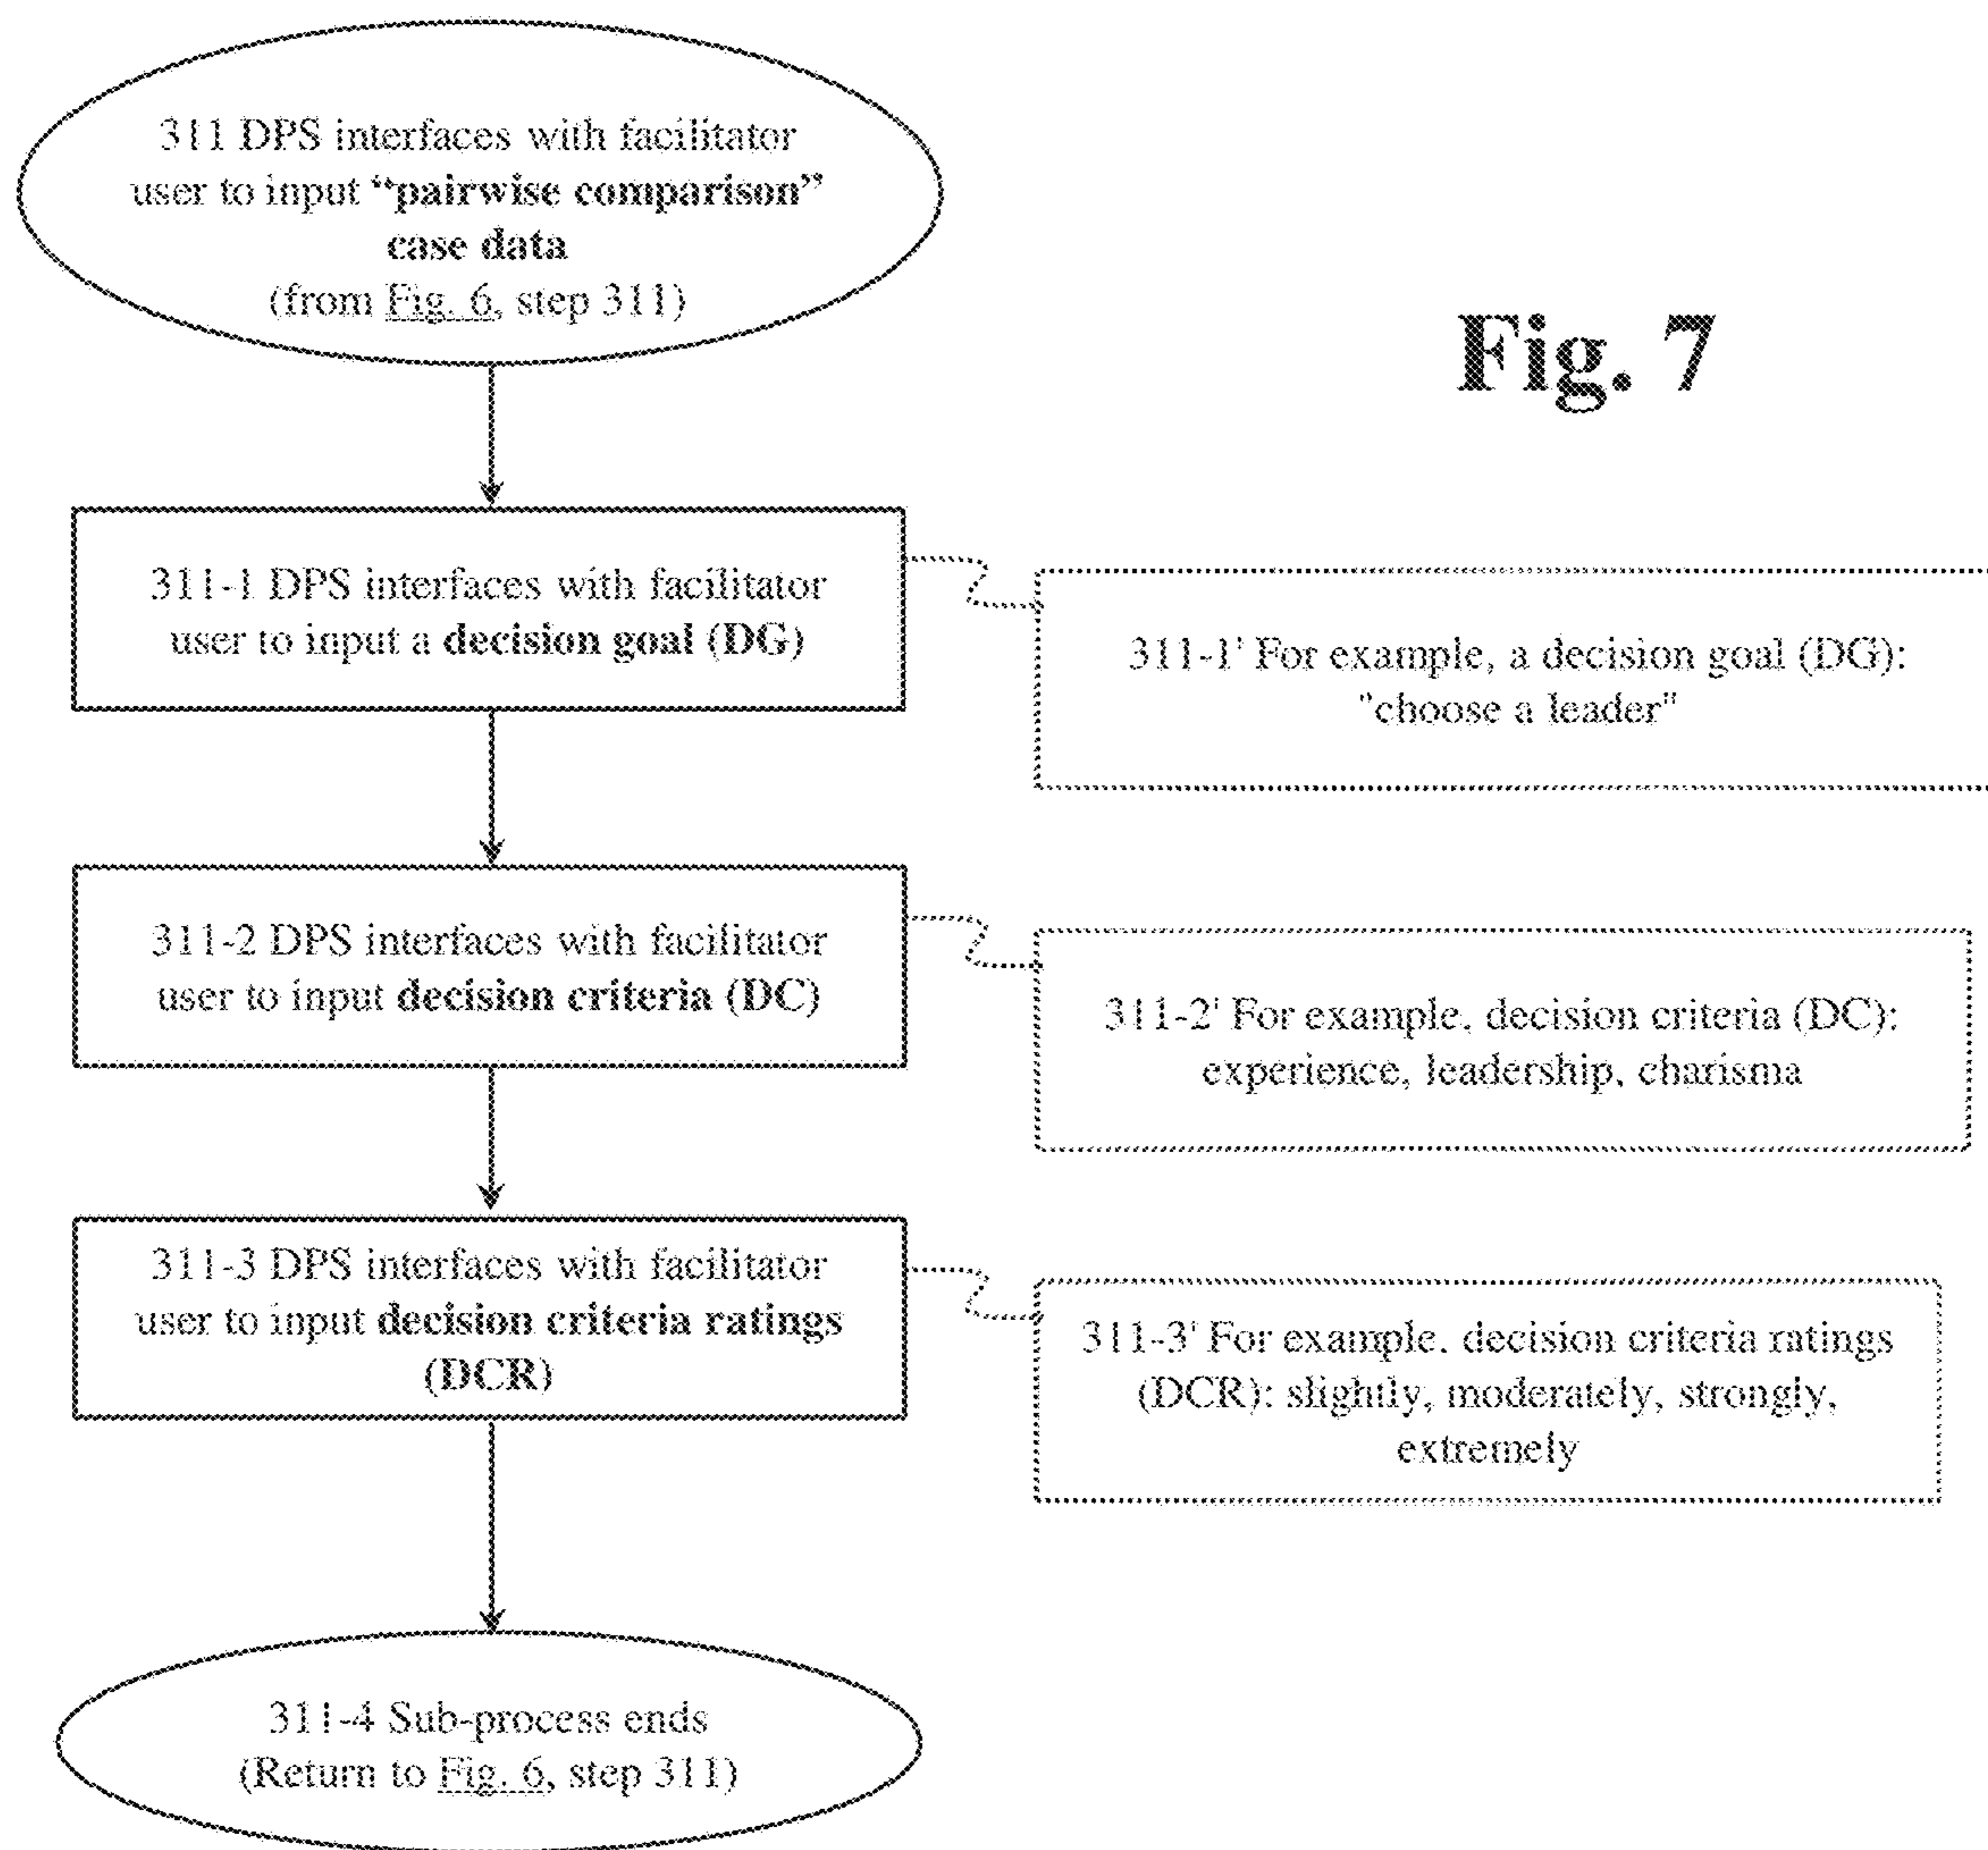 311 DPS interfaces with facilitator
user to input “pairwise comparison”
case data
(from Fig. 6, step 311)
Fig. 7
311-1 DPS interfaces with facilitator
user to input a decision goal (DG)
311-1' For example, a decision goal (DG):
"choose a leader"
311-2 DPS interfaces with facilitator
user to input decision criteria (DC)
311-2' For example, decision criteria (DC):
experience, leadership, charisma
311-3 DPS interfaces with facilitator
user to input decision criteria ratings
(DCR)
311-3' For example, decision criteria ratings
(DCR): slightly, moderately, strongly,
extremely
311-4 Sub-process ends
(Return to Fig. 6, step 311)